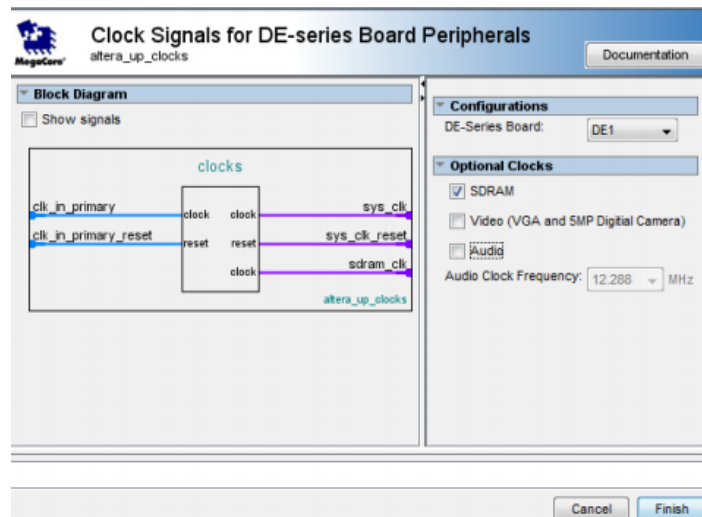 MegaCore'
Clock Signals for DE-series Board Peripherals
altera_up_clocks
Documentation
Block Diagram
Show signals
clocks
clk_in_primary
clock clock
sys_clk
clk_in_primary_reset
reset reset
sys_clk_reset
clock
sdram_clk
altera_up_clocks
Configurations
DE-Series Board: DE1
Optional Clocks
SDRAM
Video (VGA and 5MP Digitial Camera)
Audio
Audio Clock Frequency: 12.288 MHz
Cancel Finish